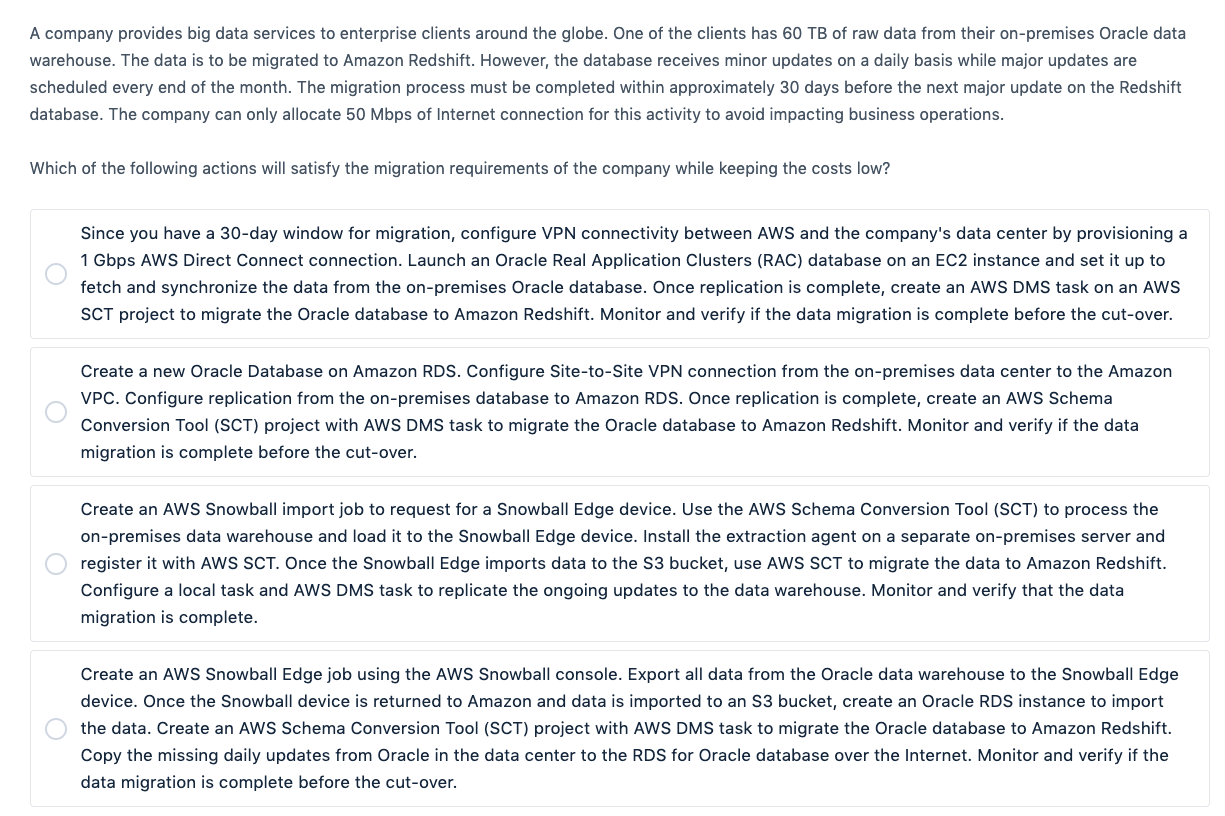 A company provides big data services to enterprise clients around the globe. One of the clients has 60 TB of raw data from their on-premises Oracle data
warehouse. The data is to be migrated to Amazon Redshift. However, the database receives minor updates on a daily basis while major updates are
scheduled every end of the month. The migration process must be completed within approximately 30 days before the next major update on the Redshift
database. The company can only allocate 50 Mbps of Internet connection for this activity to avoid impacting business operations.
Which of the following actions will satisfy the migration requirements of the company while keeping the costs low?
Since you have a 30-day window for migration, configure VPN connectivity between AWS and the company's data center by provisioning a
1 Gbps AWS Direct Connect connection. Launch an Oracle Real Application Clusters (RAC) database on an EC2 instance and set it up to
fetch and synchronize the data from the on-premises Oracle database. Once replication is complete, create an AWS DMS task on an AWS
SCT project to migrate the Oracle database to Amazon Redshift. Monitor and verify if the data migration is complete before the cut-over.
Create a new Oracle Database on Amazon RDS. Configure Site-to-Site VPN connection from the on-premises data center to the Amazon
VPC. Configure replication from the on-premises database to Amazon RDS. Once replication is complete, create an AWS Schema
Conversion Tool (SCT) project with AWS DMS task to migrate the Oracle database to Amazon Redshift. Monitor and verify if the data
migration is complete before the cut-over.
Create an AWS Snowball import job to request for a Snowball Edge device. Use the AWS Schema Conversion Tool (SCT) to process the
on-premises data warehouse and load it to the Snowball Edge device. Install the extraction agent on a separate on-premises server and
register it with AWS SCT. Once the Snowball Edge imports data to the S3 bucket, use AWS SCT to migrate the data to Amazon Redshift.
Configure a local task and AWS DMS task to replicate the ongoing updates to the data warehouse. Monitor and verify that the data
migration is complete.
Create an AWS Snowball Edge job using the AWS Snowball console. Export all data from the Oracle data warehouse to the Snowball Edge
device. Once the Snowball device is returned to Amazon and data is imported to an S3 bucket, create an Oracle RDS instance to import
the data. Create an AWS Schema Conversion Tool (SCT) project with AWS DMS task to migrate the Oracle database to Amazon Redshift.
Copy the missing daily updates from Oracle in the data center to the RDS for Oracle database over the Internet. Monitor and verify if the
data migration is complete before the cut-over.